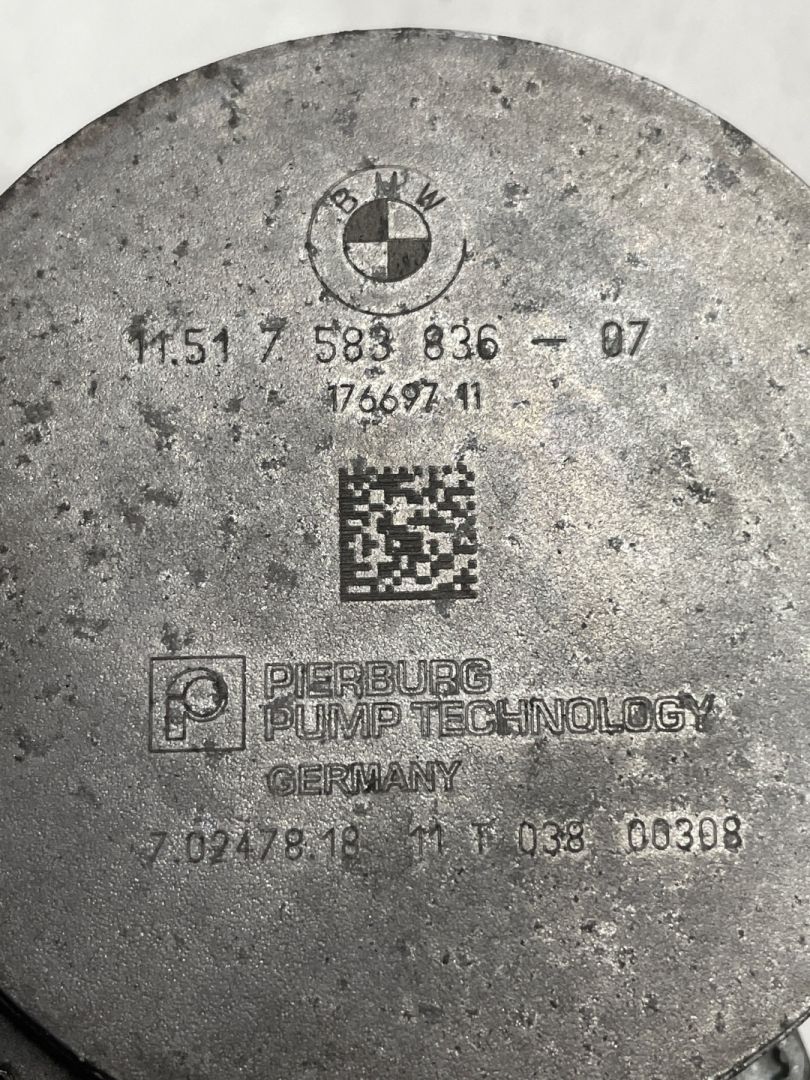 BMW
11.51 7 583 836 - 07
176697 11
PIERBURG
PUMP TECHNOLOGY
GERMANY
7.02478.18 11 T 038 00308